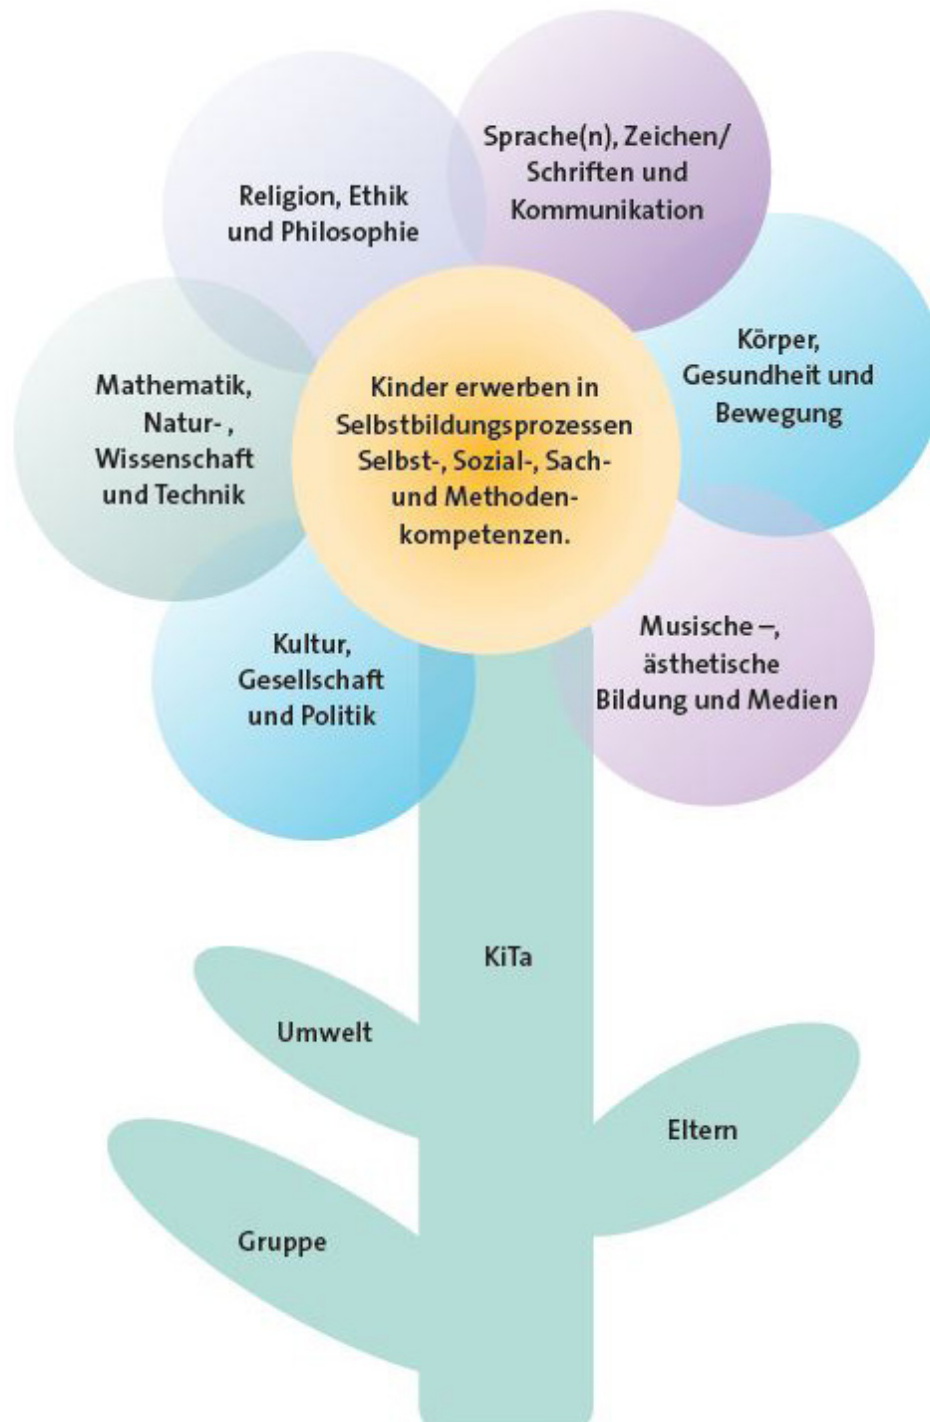 Sprache(n), Zeichen/
Schriften und
Kommunikation
Religion, Ethik
und Philosophie
Körper,
Gesundheit und
Bewegung
Mathematik,
Natur- ,
Wissenschaft
und Technik
Kinder erwerben in
Selbstbildungsprozessen
Selbst-, Sozial-, Sach-
und Methoden-
kompetenzen.
Kultur,
Gesellschaft
und Politik
Musische –,
ästhetische
Bildung und Medien
KiTa
Umwelt
Eltern
Gruppe